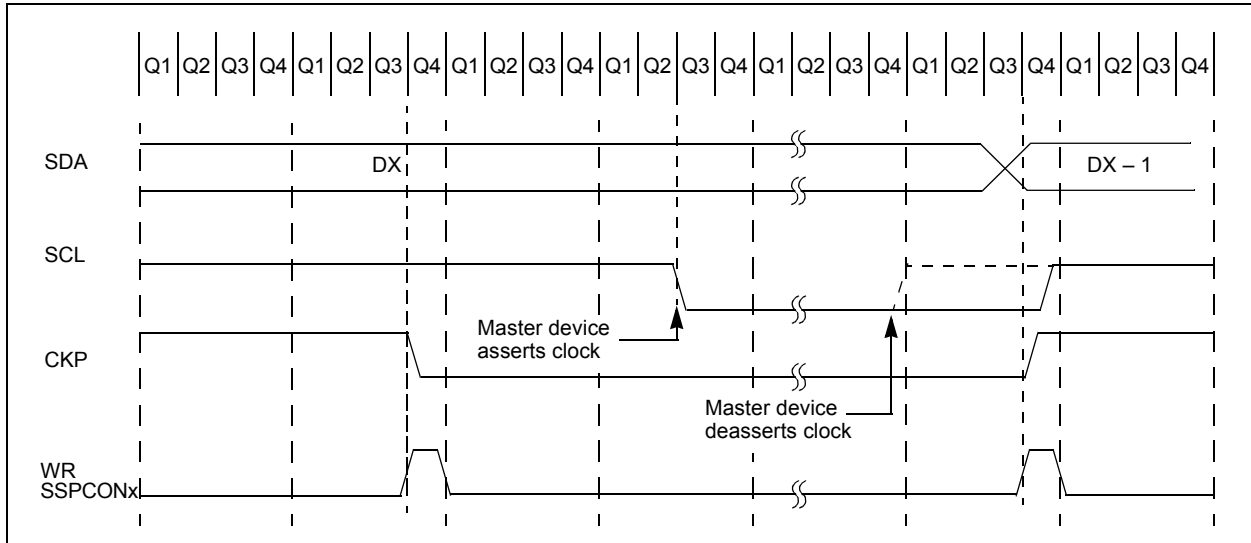 Q1 Q2 Q3 Q4 Q1 Q2 Q3 Q4 Q1 Q2 Q3 Q4 Q1 Q2 Q3 Q4 Q1 Q2 Q3 Q4 Q1 Q2 Q3 Q4 Q1 Q2 Q3 Q4
SDA
DX
DX – 1
SCL
Master device
asserts clock
CKP
Master device
deasserts clock
WR
SSPCONx